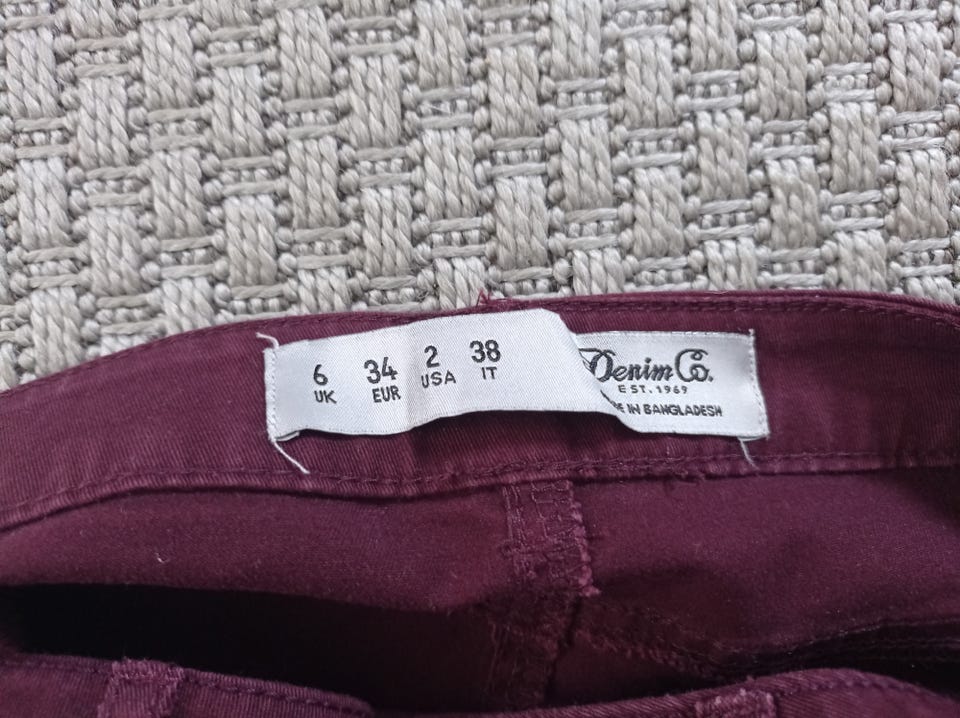 6 34 2 38
UK EUR USA IT
Denim Co.
EST. 1969
IN BANGLADESH